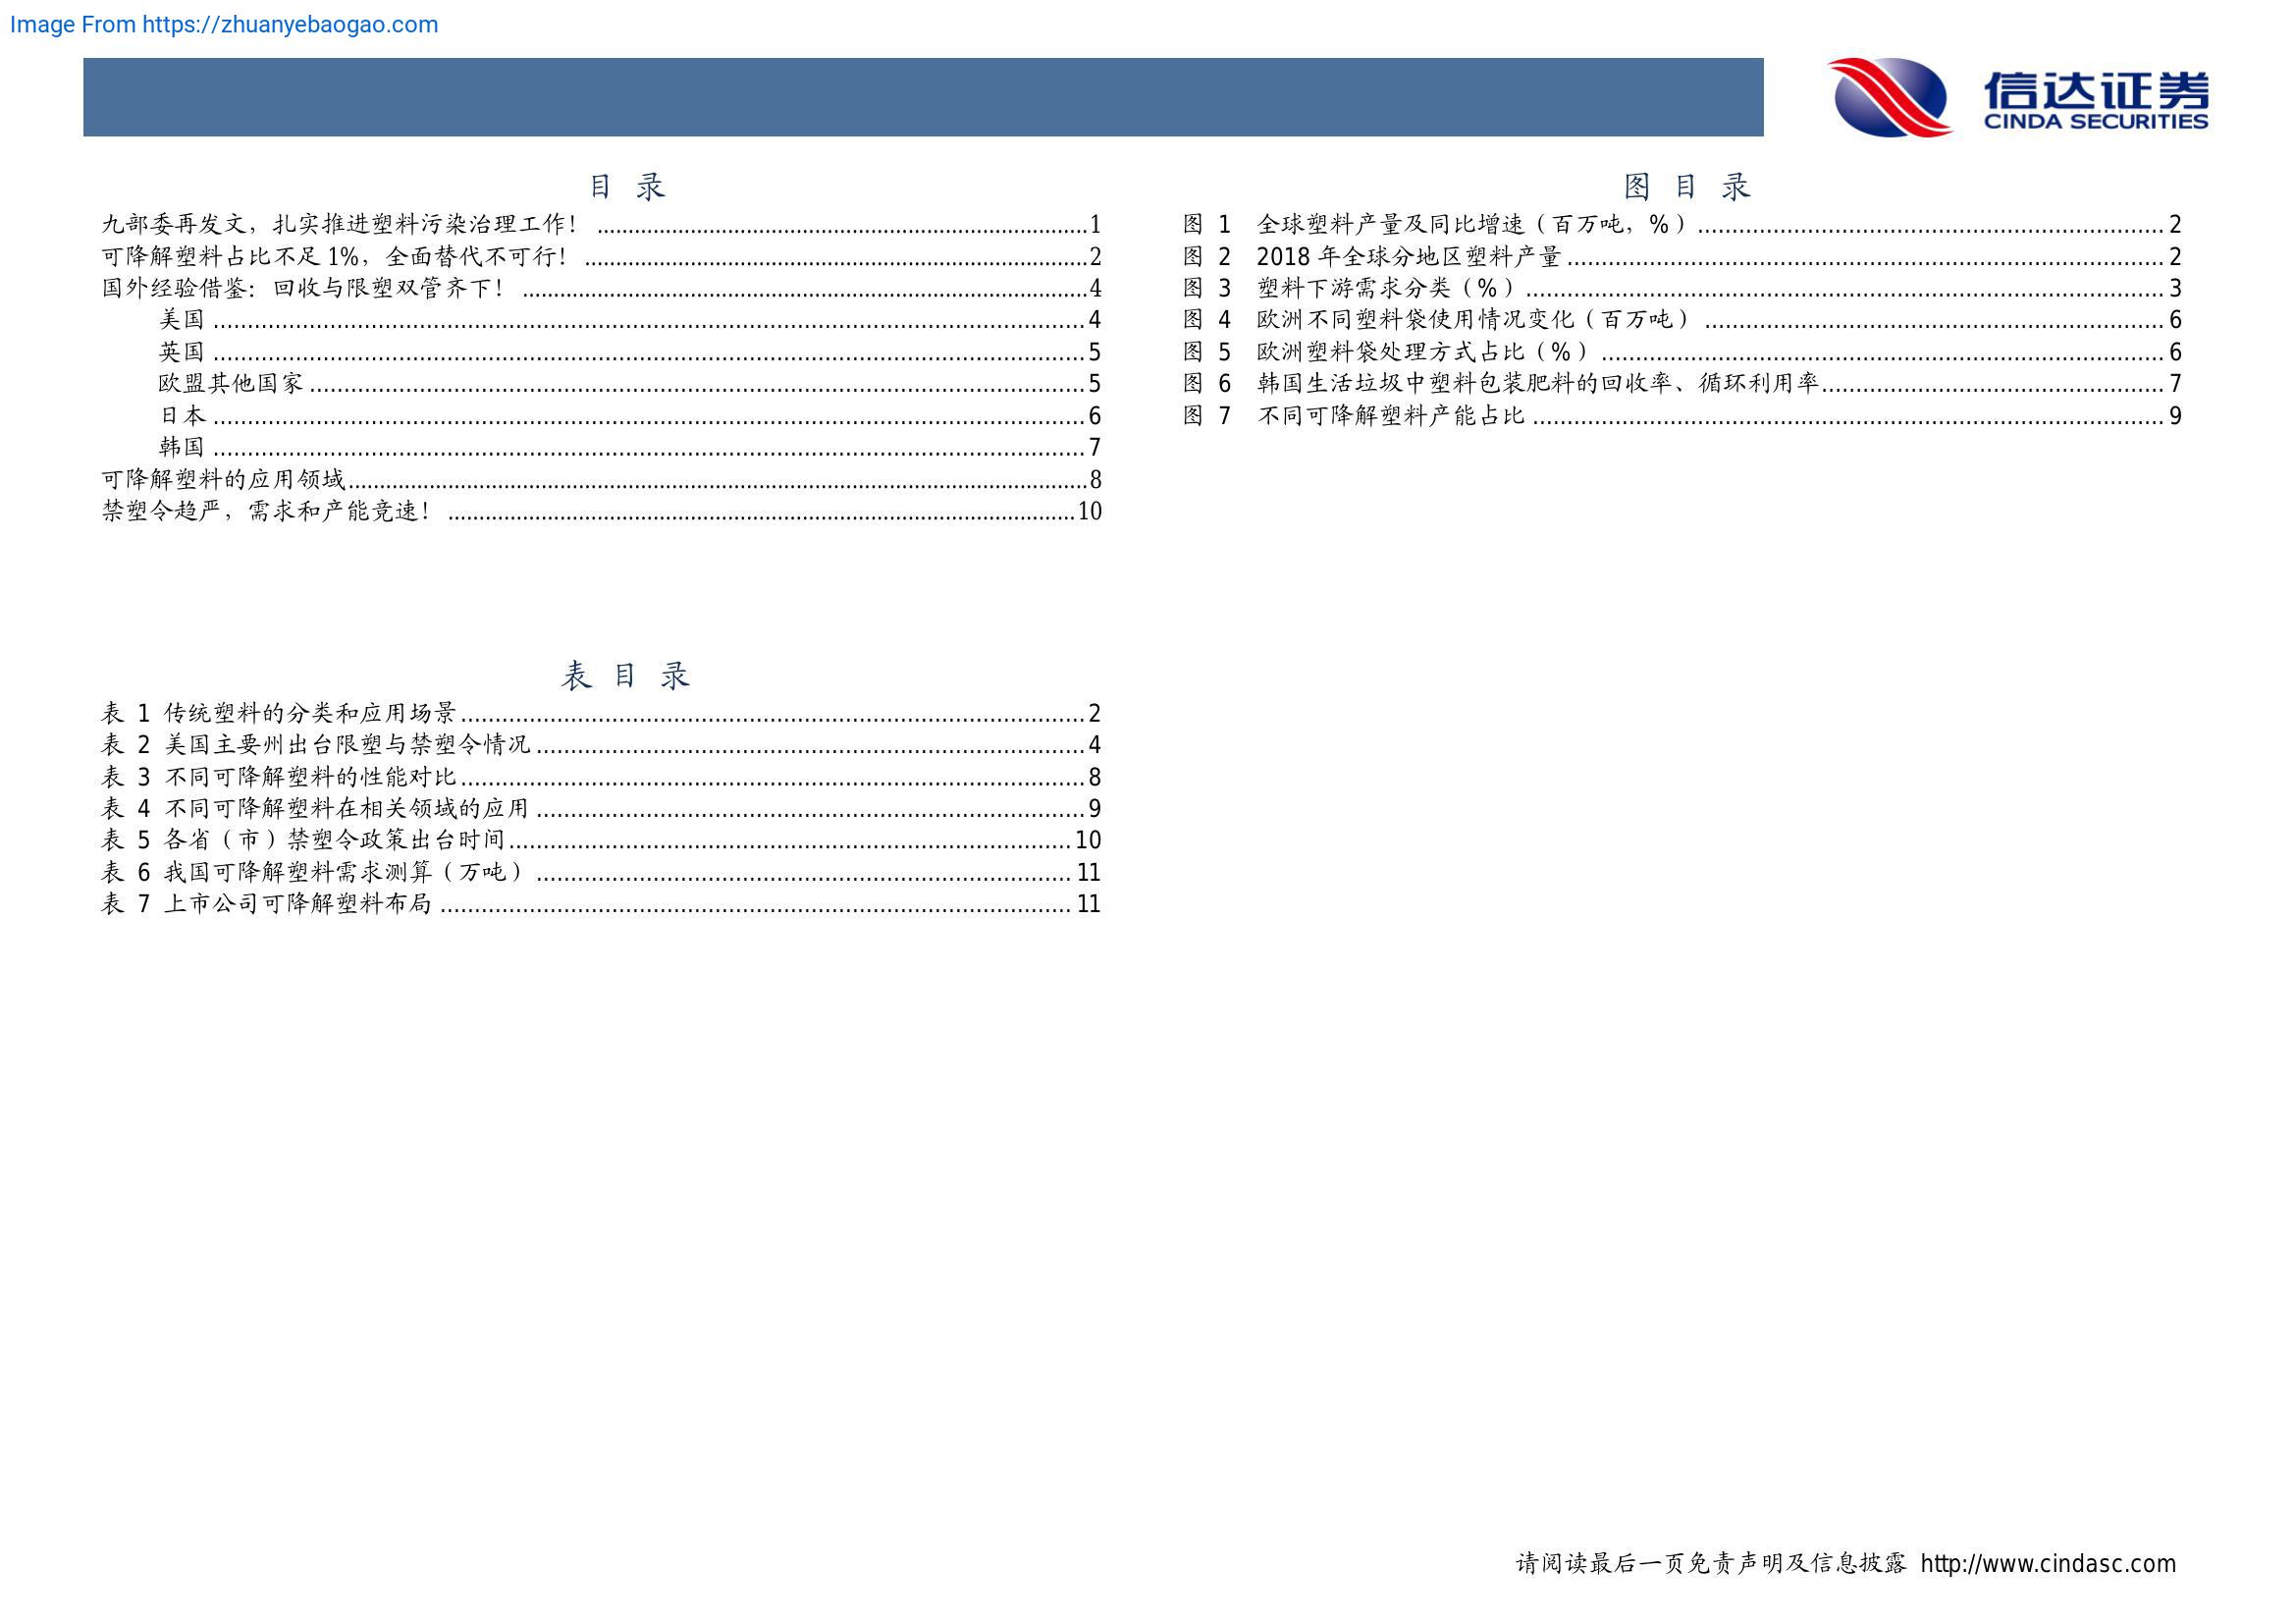 Image From https://zhuanyebaogao.com
信达证券
CINDA SECURITIES
目 录
九部委再发文，扎实推进塑料污染治理工作！ ........................................1
可降解塑料占比不足 1%，全面替代不可行！ ........................................2
国外经验借鉴：回收与限塑双管齐下！ ........................................4
美国 ........................................4
英国 ........................................5
欧盟其他国家 ........................................5
日本 ........................................6
韩国 ........................................7
可降解塑料的应用领域 ........................................8
禁塑令趋严，需求和产能竞速！ ........................................10
表 目 录
表 1 传统塑料的分类和应用场景 ........................................2
表 2 美国主要州出台限塑与禁塑令情况 ........................................4
表 3 不同可降解塑料的性能对比 ........................................8
表 4 不同可降解塑料在相关领域的应用 ........................................9
表 5 各省（市）禁塑令政策出台时间 ........................................10
表 6 我国可降解塑料需求测算（万吨） ........................................11
表 7 上市公司可降解塑料布局 ........................................11
图 目 录
图 1 全球塑料产量及同比增速（百万吨，%） ........................................2
图 2 2018 年全球分地区塑料产量 ........................................2
图 3 塑料下游需求分类（%） ........................................3
图 4 欧洲不同塑料袋使用情况变化（百万吨） ........................................6
图 5 欧洲塑料袋处理方式占比（%） ........................................6
图 6 韩国生活垃圾中塑料包装肥料的回收率、循环利用率 ........................................7
图 7 不同可降解塑料产能占比 ........................................9
请阅读最后一页免责声明及信息披露 http://www.cindasc.com